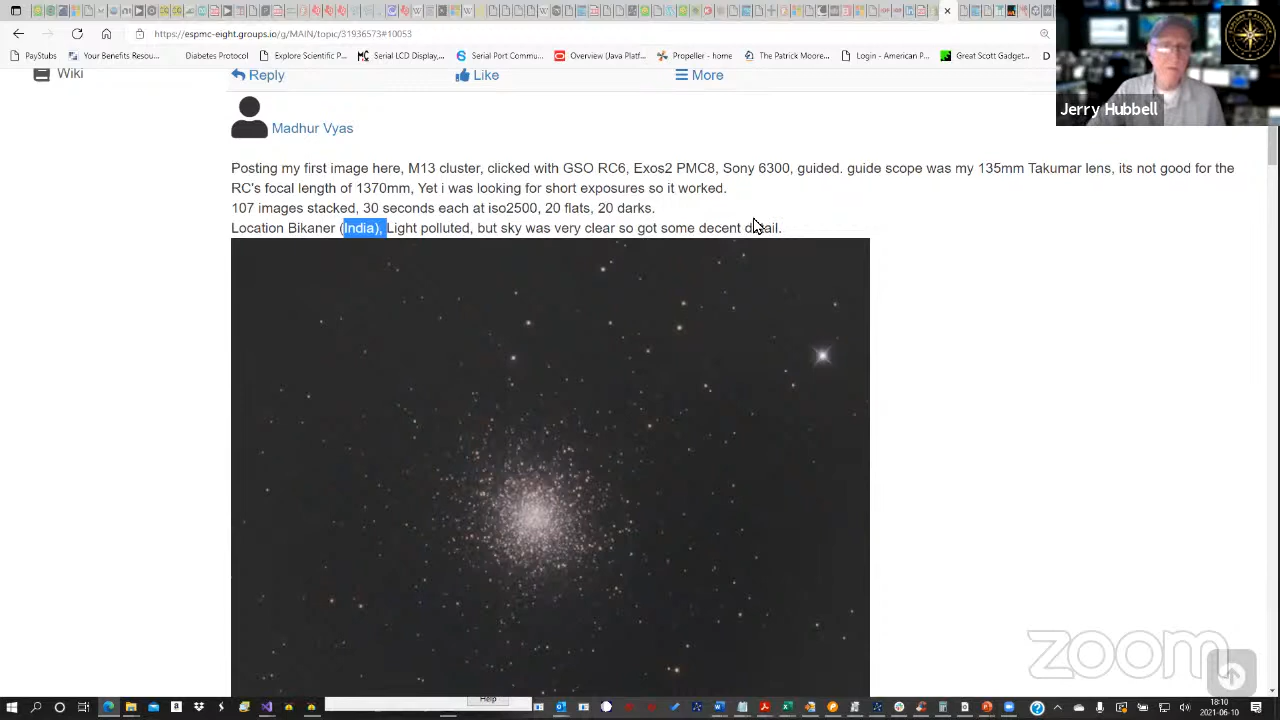 https://espmc-eight.groups.io/g/MAIN/topic/31936573#10053
PayStubs
Your Benefits Resou...
Diabetes Protocol
Explore Scientific P...
Serial Port Utility...
Serial Port Commu...
Overview (Java Platf...
Propeller - home
The Patrick Moore...
Login - American P...
Great Scott Gadget...
Wiki
Reply
Like
More
Madhur Vyas
Posting my first image here, M13 cluster, clicked with GSO RC6, Exos2 PMC8, Sony 6300, guided. guide scope was my 135mm Takumar lens, its not good for the
RC's focal length of 1370mm, Yet i was looking for short exposures so it worked.
107 images stacked, 30 seconds each at iso2500, 20 flats, 20 darks.
Location Bikaner (India), Light polluted, but sky was very clear so got some decent detail.
Jerry Hubbell
zoom
Help
18:10
2021-06-10